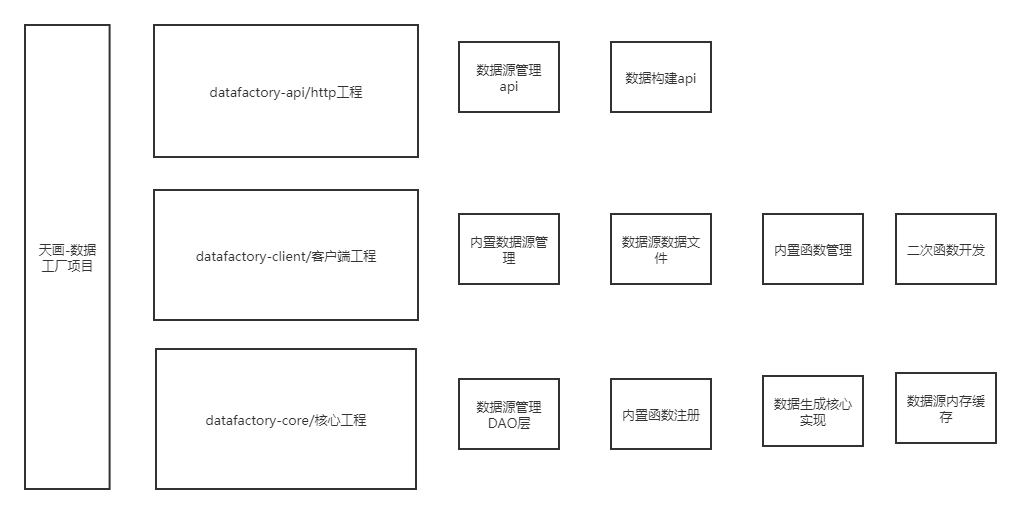 天画-数据
工厂项目
datafactory-api/http工程
数据源管理
api
数据构建api
datafactory-client/客户端工程
内置数据源管
理
数据源数据文
件
内置函数管理
二次函数开发
datafactory-core/核心工程
数据源管理
DAO层
内置函数注册
数据生成核心
实现
数据源内存缓
存